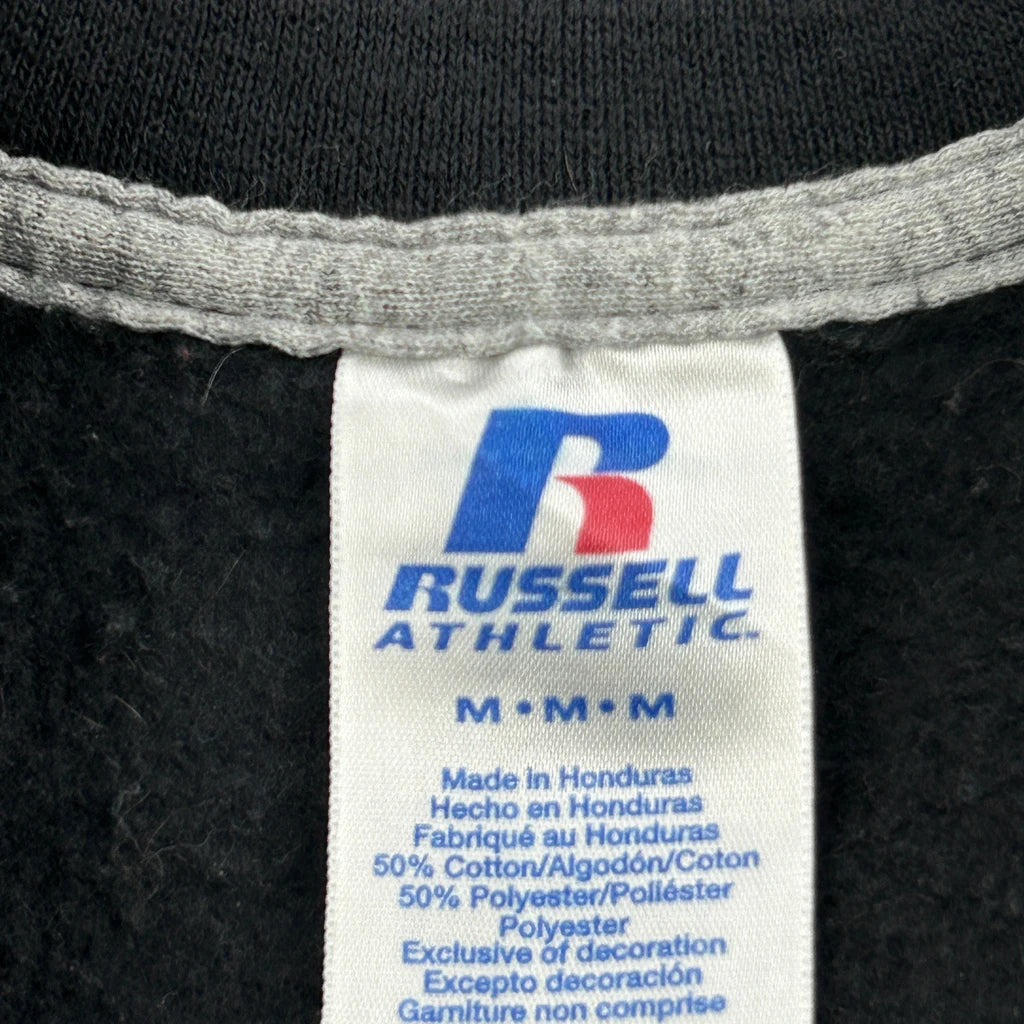 R
RUSSELL
ATHLETIC.
M • M • M
Made in Honduras
Hecho en Honduras
Fabriqué au Honduras
50% Cotton/Algodón/Coton
50% Polyester/Poliéster
Polyester
Exclusive of decoration
Excepto decoración
Garniture non comprise